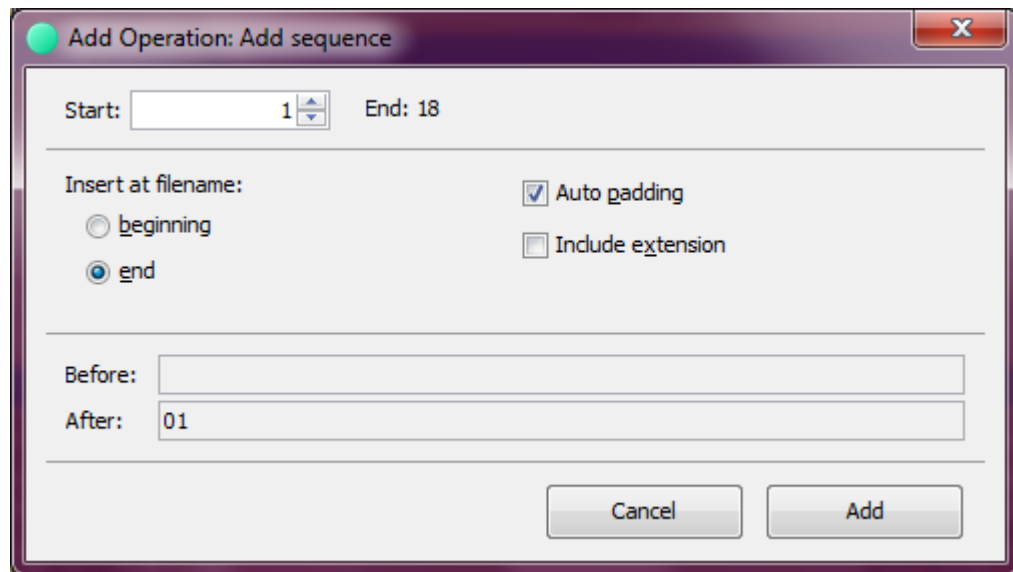 Add Operation: Add sequence
Start: 1 End: 18
Insert at filename:
Auto padding
beginning
Include extension
end
Before:
After: 01
Cancel Add